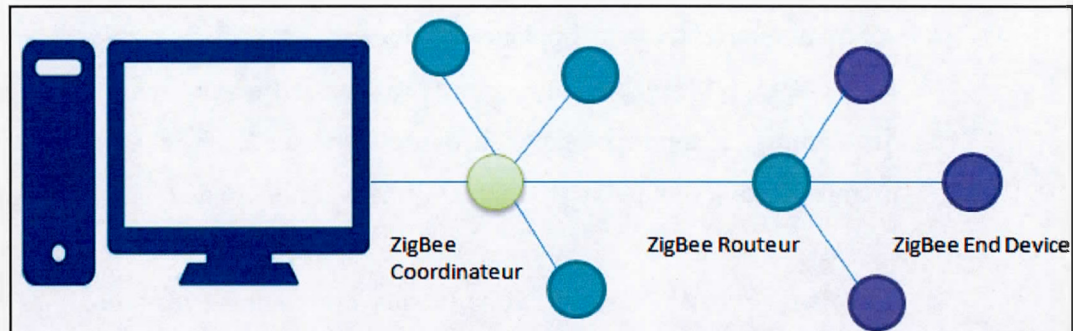 ZigBee
Coordinateur
ZigBee Routeur
ZigBee End Device